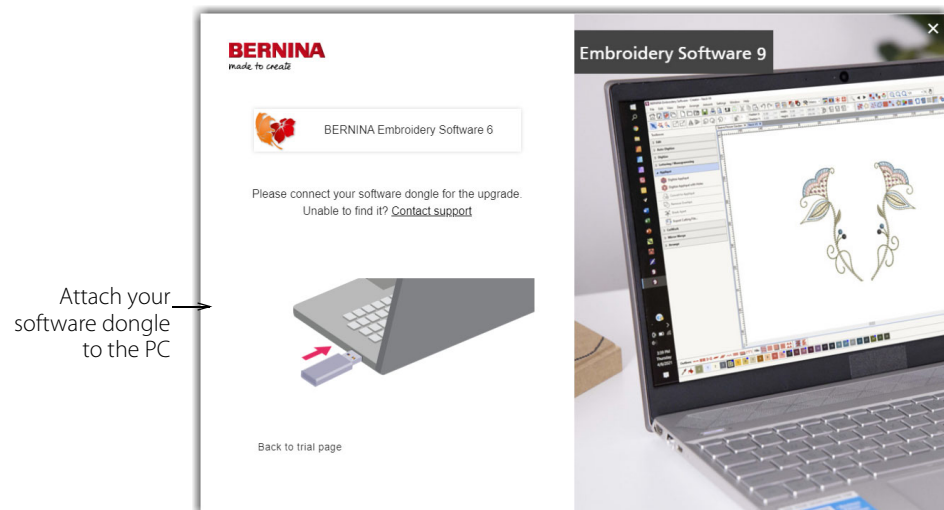 BERNINA
made to create
Embroidery Software 9
BERNINA Embroidery Software 6
Please connect your software dongle for the upgrade.
Unable to find it? Contact support
Attach your
software dongle
to the PC
Back to trial page